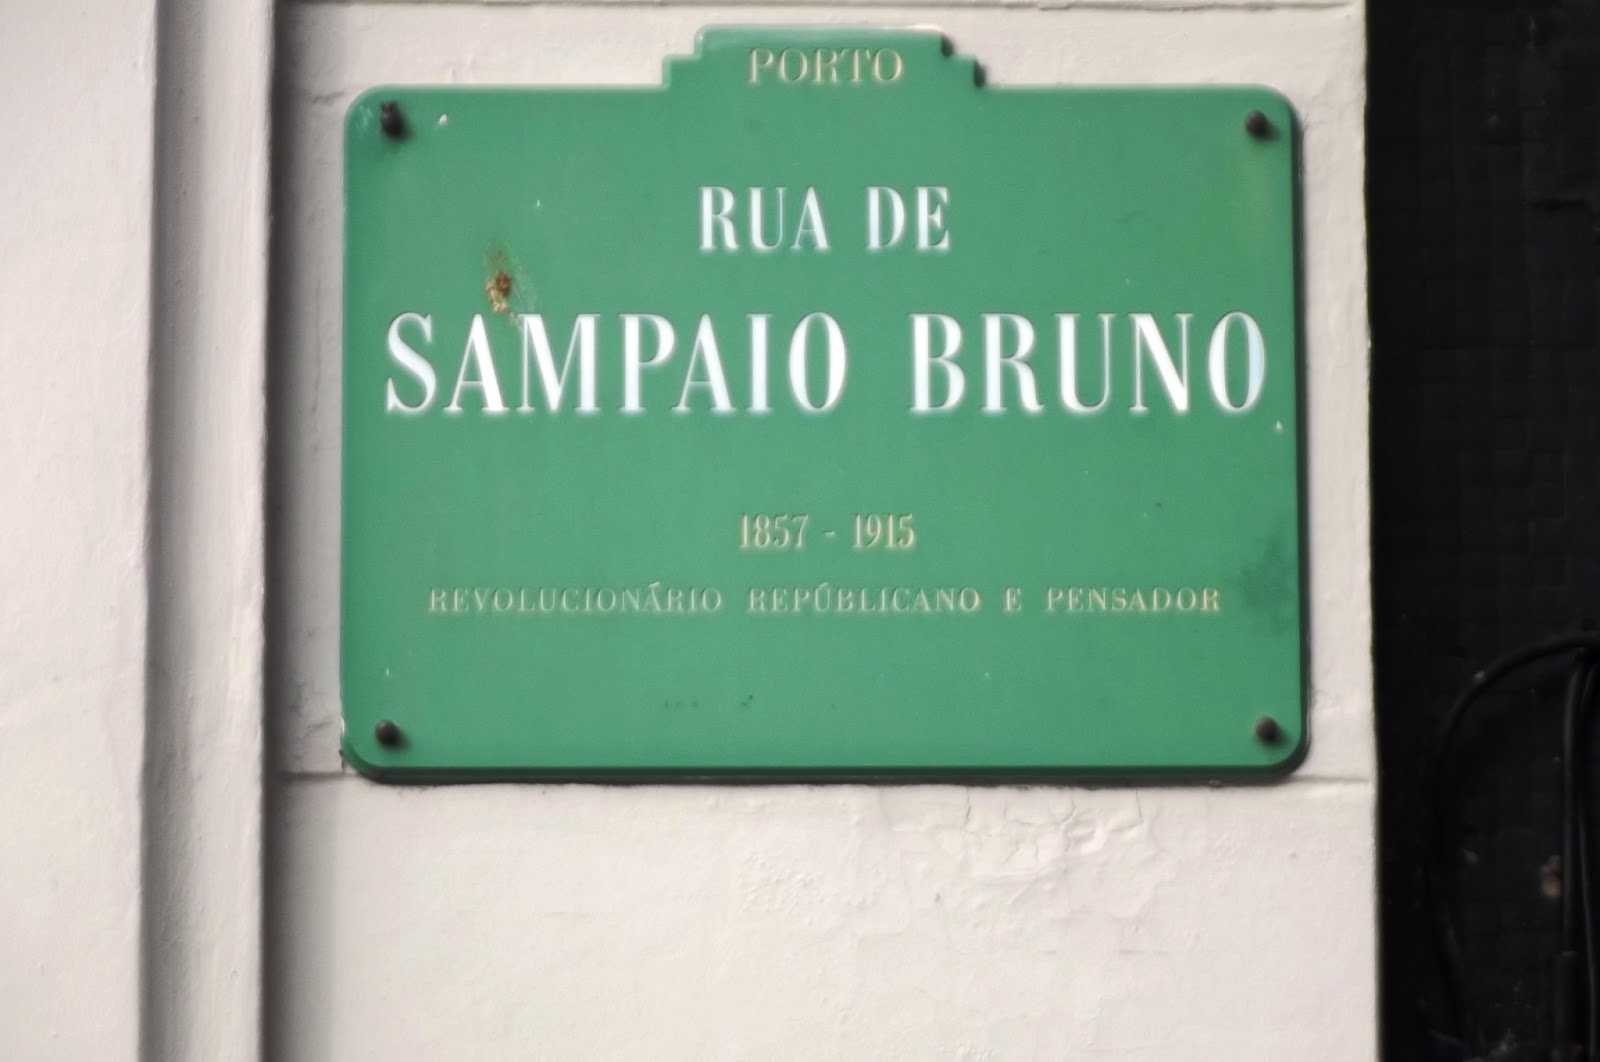 PORTO
RUA DE
SAMPAIO BRUNO
1857 - 1915
REVOLUCIONÁRIO REPÚBLICANO E PENSADOR